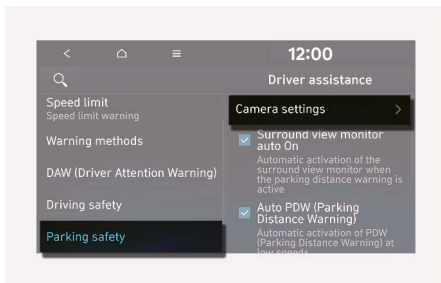 12:00
Driver assistance
Speed limit
Speed limit warning
Warning methods
DAW (Driver Attention Warning)
Driving safety
Parking safety
Camera settings
Surround view monitor
auto On
Automatic activation of the
surround view monitor when
the parking distance warning is
active
Auto PDW (Parking
Distance Warning)
Automatic activation of PDW
(Parking Distance Warning) at
low speeds